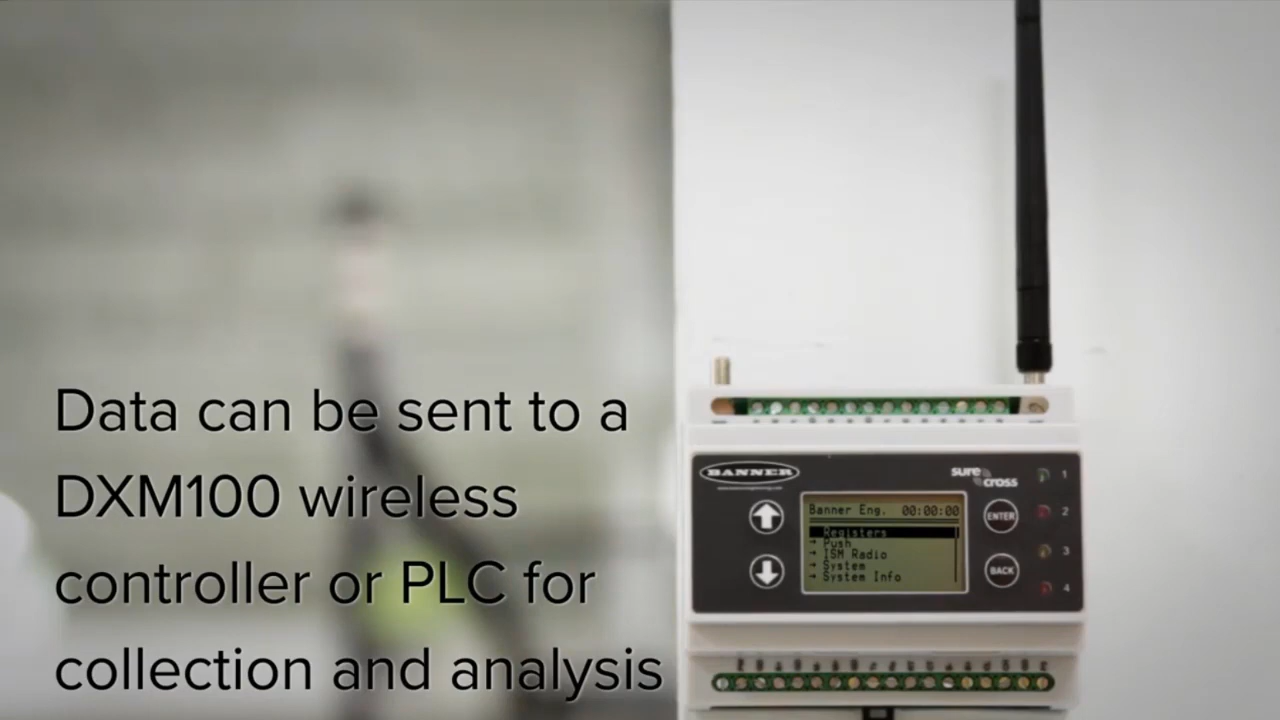 Data can be sent to a
DXM100 wireless
controller or PLC for
collection and analysis
BANNER
sure cross
Banner Eng. 00:00:00
Registers
→ Push
→ ISM Radio
→ System
→ System Info
ENTER
BACK
1
2
3
4